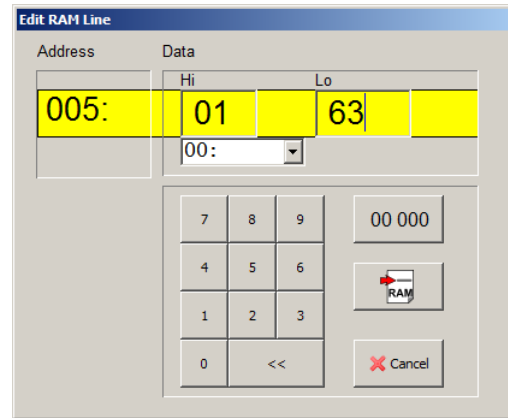 Edit RAM Line
Address Data
Hi Lo
005: 01 63
00:
7 8 9 00 000
4 5 6 RAM
1 2 3
0 << Cancel